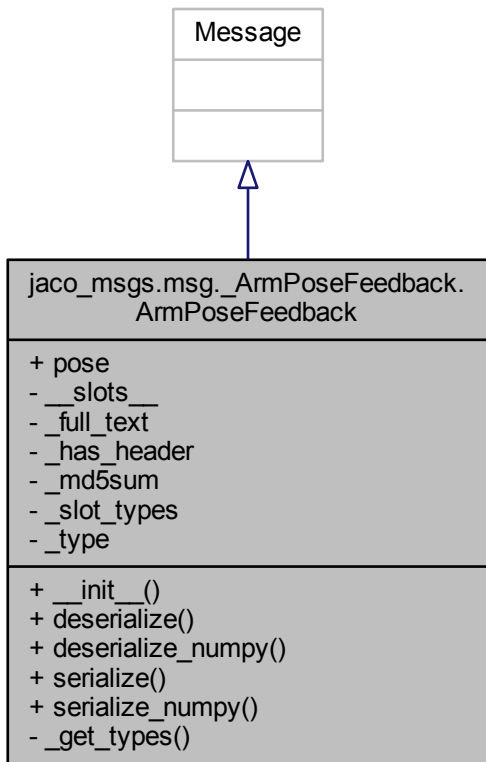 Message
jaco_msgs.msg._ArmPoseFeedback.
ArmPoseFeedback
+ pose
- __slots__
- _full_text
- _has_header
- _md5sum
- _slot_types
- _type
+ __init__()
+ deserialize()
+ deserialize_numpy()
+ serialize()
+ serialize_numpy()
- _get_types()